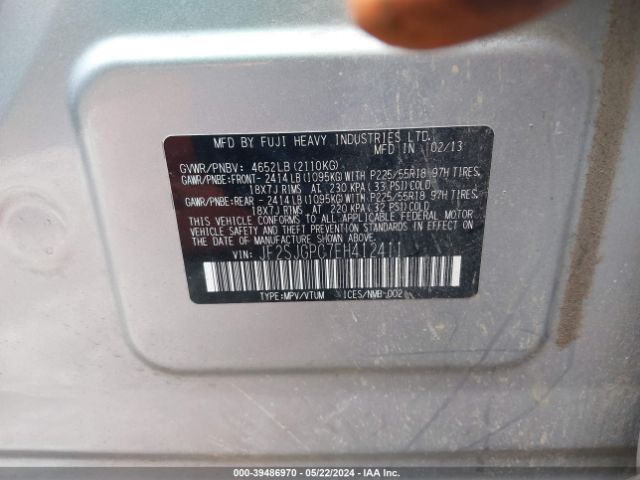 MFD BY FUJI HEAVY INDUSTRIES LTD.
02/13
GVWR/PNBV: 4652LB(2110KG)
GAWR/PNBE:FRONT- 2414LB(1095KG)WITH P225/55R18 97H TIRES,
18X7J RIMS AT 230 KPA(33 PSI)COLD
GAWR/PNBE:REAR - 2414LB(1095KG)WITH P225/55R18 97H TIRES,
18X7J RIMS AT 220 KPA(32 PSI)COLD
THIS VEHICLE CONFORMS TO ALL APPLICABLE FEDERAL MOTOR
VEHICLE SAFETY AND THEFT PREVENTION STANDARDS IN EFFECT ON
THE DATE OF MANUFACTURE SHOWN ABOVE.
VIN: JF2SJGPC7EH412411
TYPE:MPV/VTUM ICES/NMB-002
000-39486970 - 05/22/2024 - IAA Inc.